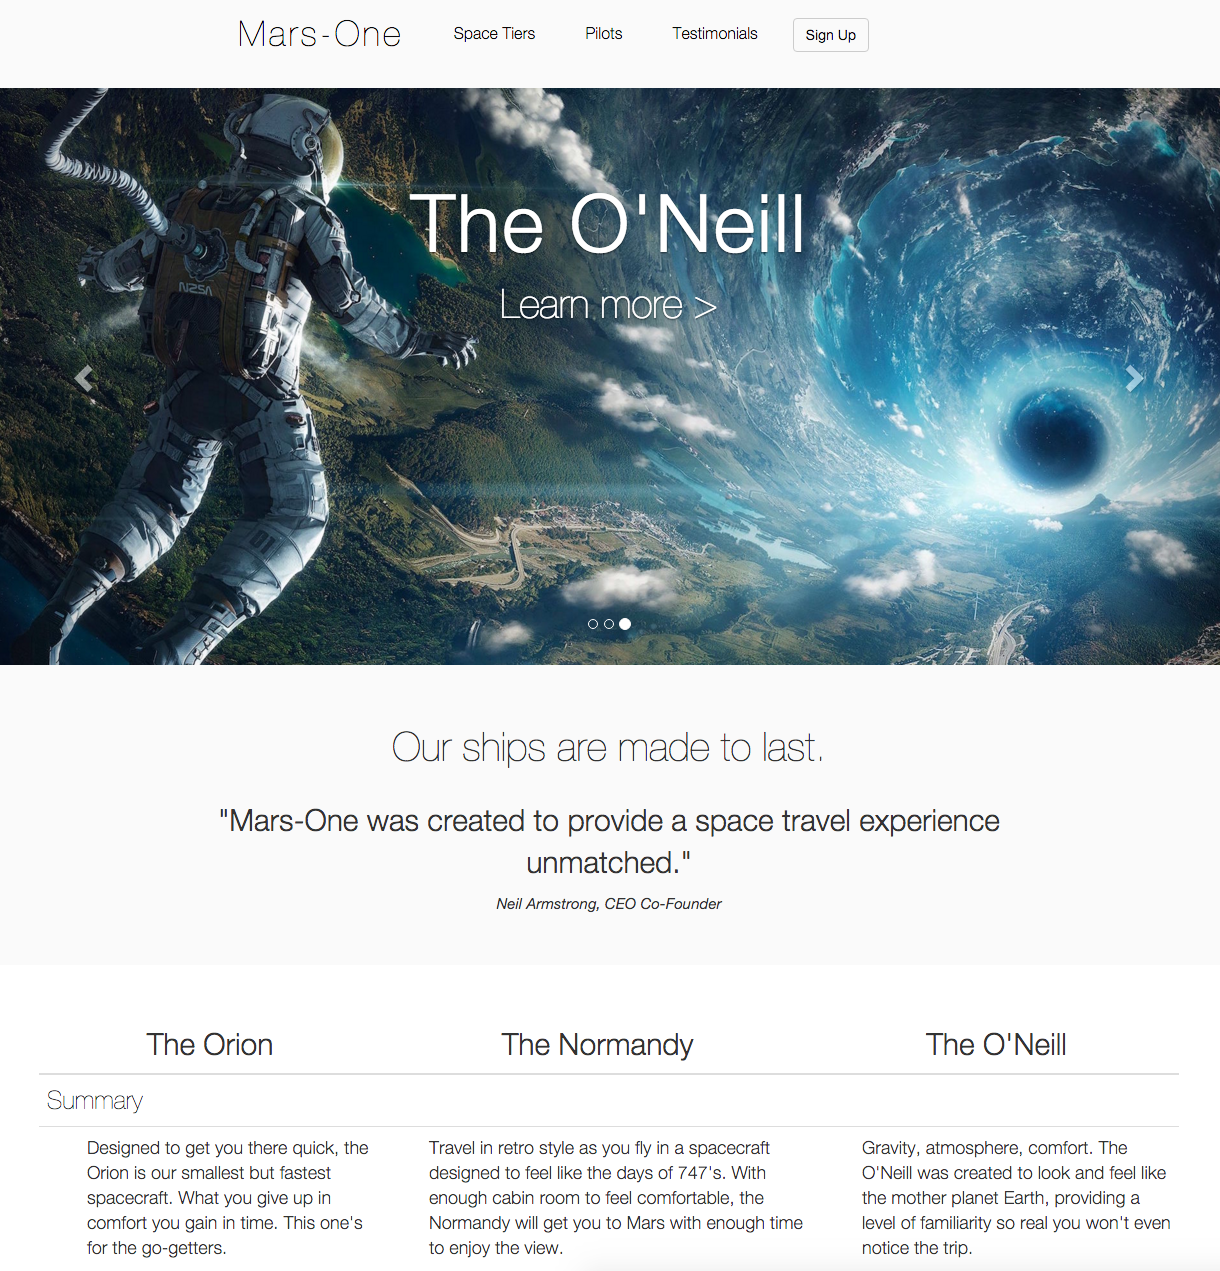 Mars-One
Space Tiers
Pilots
Testimonials
Sign Up
N2SA
The O'Neill
Learn more >
Our ships are made to last.
"Mars-One was created to provide a space travel experience
unmatched."
Neil Armstrong, CEO Co-Founder
The Orion
The Normandy
The O'Neill
Summary
Designed to get you there quick, the
Orion is our smallest but fastest
spacecraft. What you give up in
comfort you gain in time. This one's
for the go-getters.
Travel in retro style as you fly in a spacecraft
designed to feel like the days of 747's. With
enough cabin room to feel comfortable, the
Normandy will get you to Mars with enough time
to enjoy the view.
Gravity, atmosphere, comfort. The
O'Neill was created to look and feel like
the mother planet Earth, providing a
level of familiarity so real you won't even
notice the trip.